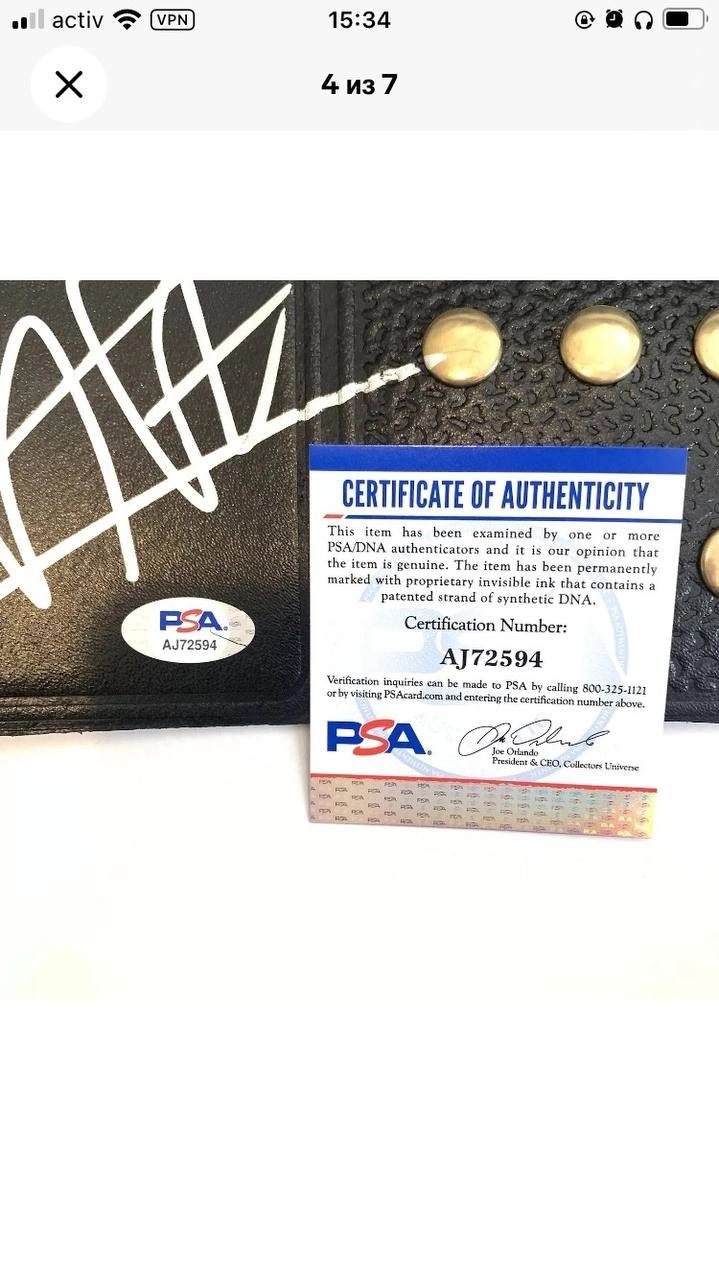 activ VPN 15:34
4 из 7
CERTIFICATE OF AUTHENTICITY
This item has been examined by one or more
PSA/DNA authenticators and it is our opinion that
the item is genuine. The item has been permanently
marked with proprietary invisible ink that contains a
patented strand of synthetic DNA.
Certification Number:
AJ72594
Verification inquiries can be made to PSA by calling 800-325-1121
or by visiting PSAcard.com and entering the certification number above.
PSA.
Joe Orlando
President & CEO, Collectors Universe
PSA.
AJ72594